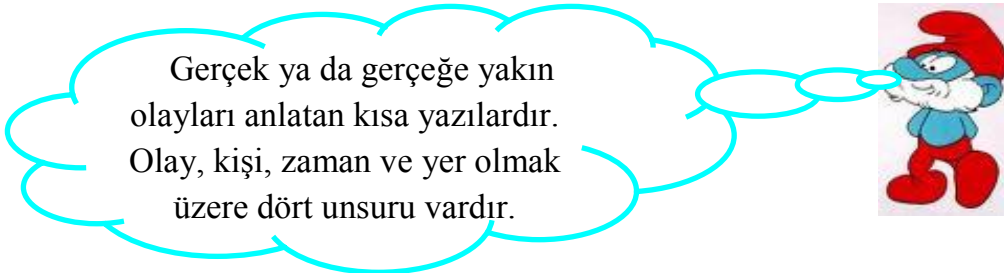 Gerçek ya da gerçeğe yakın
olayları anlatan kısa yazılardır.
Olay, kişi, zaman ve yer olmak
üzere dört unsuru vardır.